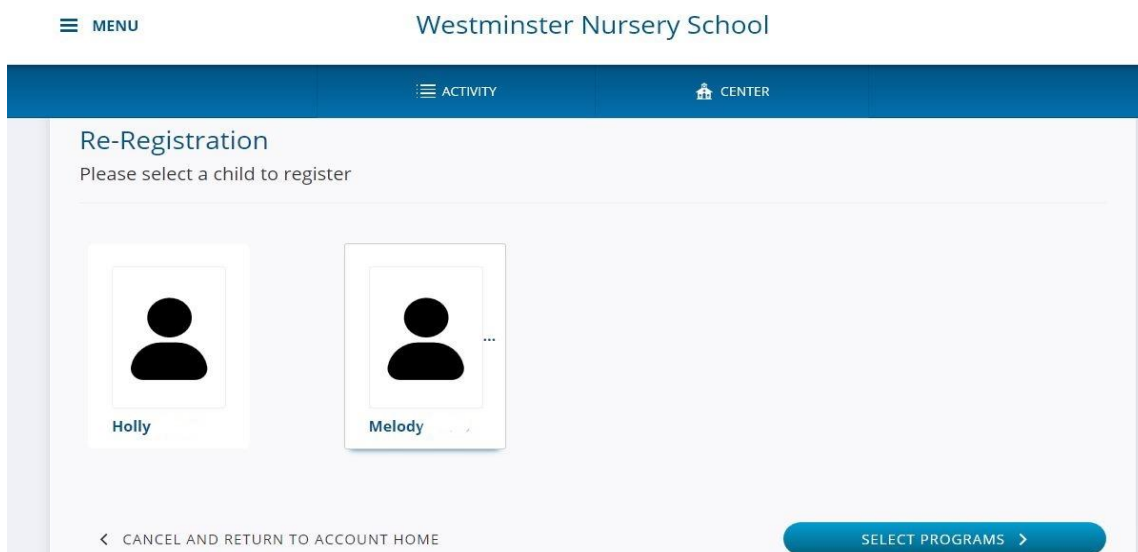 MENU
Westminster Nursery School
ACTIVITY
CENTER
Re-Registration
Please select a child to register
...
Holly
Melody
CANCEL AND RETURN TO ACCOUNT HOME
SELECT PROGRAMS